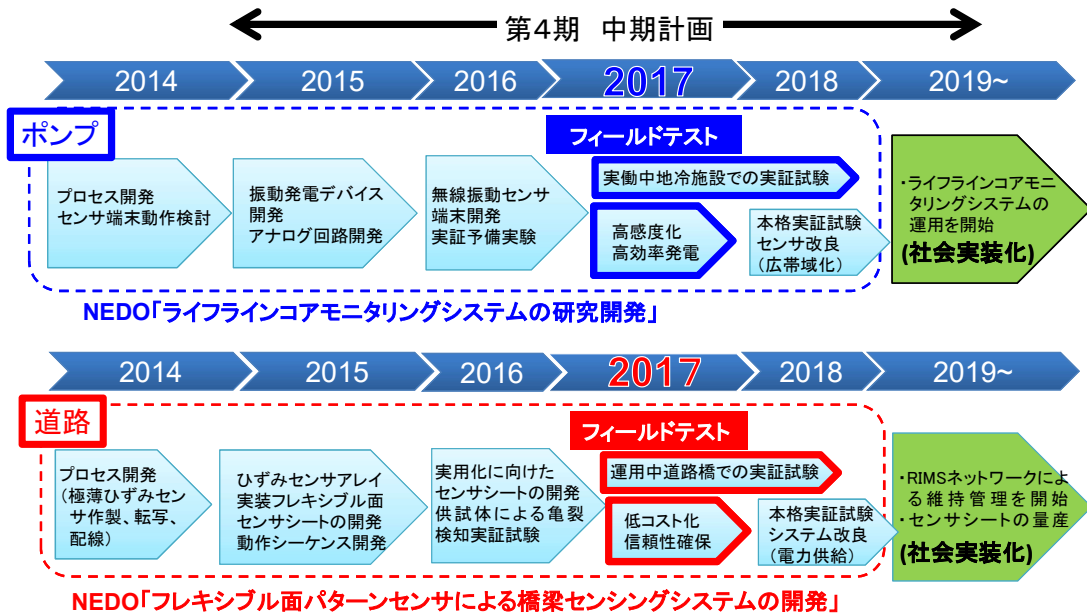 第4期　中期計画
2014
2015
2016
2017
2018
2019~
ポンプ
フィールドテスト
プロセス開発
センサ端末動作検討
振動発電デバイス
開発
アナログ回路開発
無線振動センサ
端末開発
実証予備実験
実働中地冷施設での実証試験
高感度化
高効率発電
本格実証試験
センサ改良
（広帯域化）
・ライフラインコアモニ
タリングシステムの
運用を開始
(社会実装化)
NEDO「ライフラインコアモニタリングシステムの研究開発」
2014
2015
2016
2017
2018
2019~
道路
フィールドテスト
プロセス開発
（極薄ひずみセン
サ作製、転写、
配線）
ひずみセンサアレイ
実装フレキシブル面
センサシートの開発
動作シーケンス開発
実用化に向けた
センサシートの開発
供試体による亀裂
検知実証試験
運用中道路橋での実証試験
低コスト化
信頼性確保
本格実証試験
システム改良
（電力供給）
・RIMSネットワークによ
る維持管理を開始
・センサシートの量産
(社会実装化)
NEDO「フレキシブル面パターンセンサによる橋梁センシングシステムの開発」